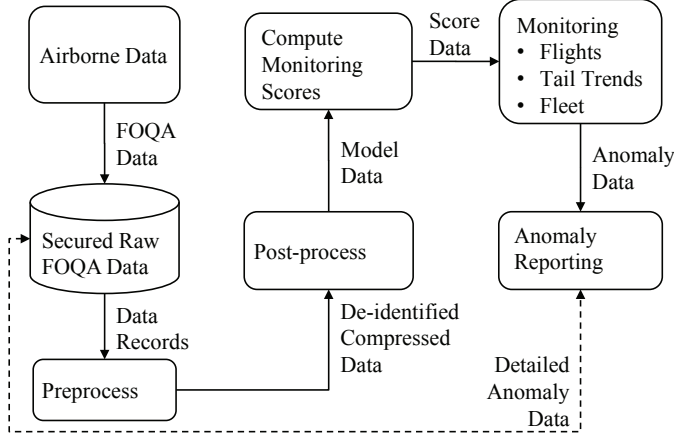 Airborne Data
FOQA
Data
Secured Raw
FOQA Data
Data
Records
Preprocess
De-identified
Compressed
Data
Post-process
Model
Data
Compute
Monitoring
Scores
Score
Data
Monitoring
• Flights
• Tail Trends
• Fleet
Anomaly
Data
Anomaly
Reporting
Detailed
Anomaly
Data